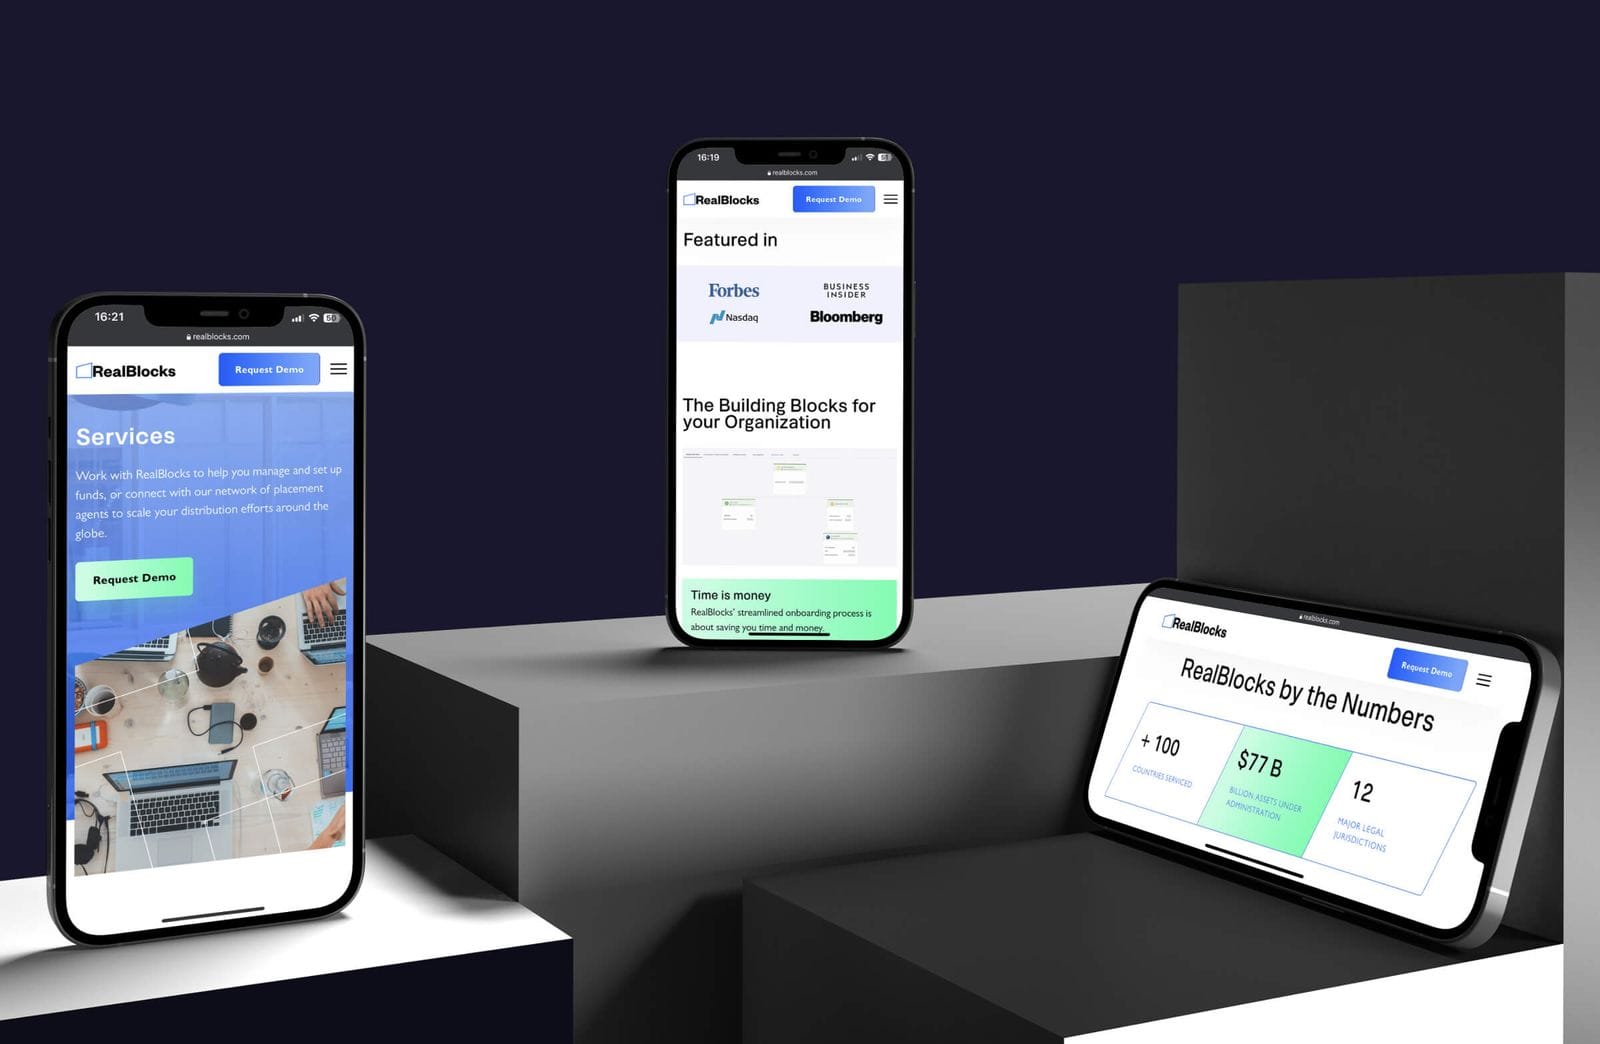 16:21
50
realblocks.com
RealBlocks
Request Demo
Services
Work with RealBlocks to help you manage and set up
funds, or connect with our network of placement
agents to scale your distribution efforts around the
globe.
Request Demo
16:19
realblocks.com
RealBlocks
Request Demo
Featured in
Forbes
BUSINESS
INSIDER
Nasdaq
Bloomberg
The Building Blocks for
your Organization
Time is money
RealBlocks' streamlined onboarding process is
about saving you time and money.
realblocks.com
RealBlocks
Request Demo
RealBlocks by the Numbers
+ 100
COUNTRIES SERVICED
$77 B
BILLION ASSETS UNDER
ADMINISTRATION
12
MAJOR LEGAL
JURISDICTIONS